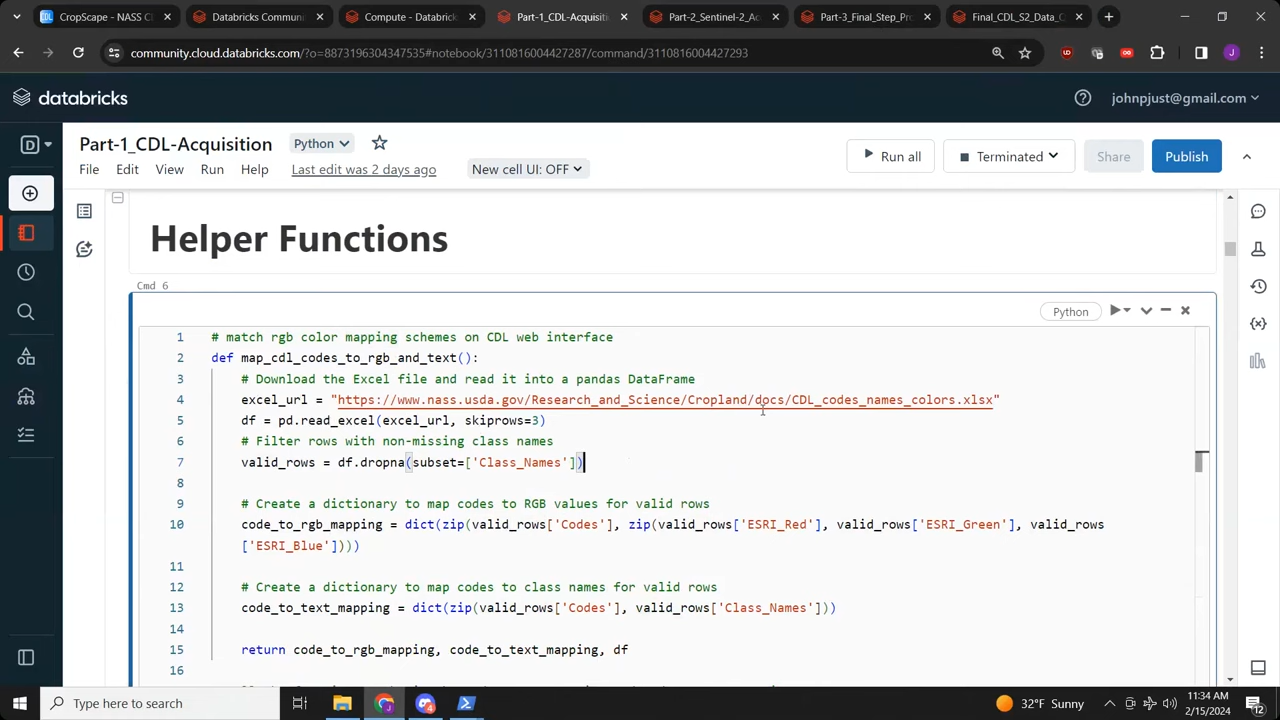 CropScape - NASS C
Databricks Commun
Compute - Databrick
Part-1_CDL-Acquisiti
Part-2_Sentinel-2_Ac
Part-3_Final_Step_Pr
Final_CDL_S2_Data_C
community.cloud.databricks.com/?o=8873196304347535#notebook/3110816004427287/command/3110816004427293
databricks
johnpjust@gmail.com
D
Part-1_CDL-Acquisition
Python
Run all
Terminated
Share
Publish
File
Edit
View
Run
Help
Last edit was 2 days ago
New cell UI: OFF
Helper Functions
Cmd 6
Python
1 # match rgb color mapping schemes on CDL web interface
2 def map_cdl_codes_to_rgb_and_text():
3 # Download the Excel file and read it into a pandas DataFrame
4 excel_url = "https://www.nass.usda.gov/Research_and_Science/Cropland/docs/CDL_codes_names_colors.xlsx"
5 df = pd.read_excel(excel_url, skiprows=3)
6 # Filter rows with non-missing class names
7 valid_rows = df.dropna(subset=['Class_Names'])
8
9 # Create a dictionary to map codes to RGB values for valid rows
10 code_to_rgb_mapping = dict(zip(valid_rows['Codes'], zip(valid_rows['ESRI_Red'], valid_rows['ESRI_Green'], valid_rows
['ESRI_Blue'])))
11
12 # Create a dictionary to map codes to class names for valid rows
13 code_to_text_mapping = dict(zip(valid_rows['Codes'], valid_rows['Class_Names']))
14
15 return code_to_rgb_mapping, code_to_text_mapping, df
16
Type here to search
32°F Sunny
11:34 AM
2/15/2024
12